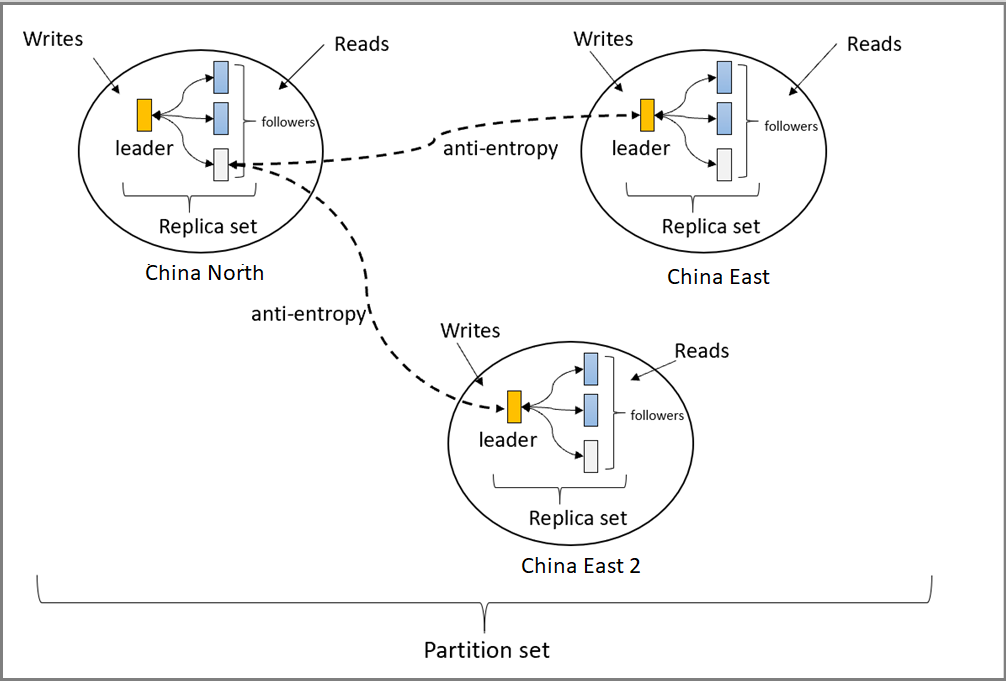 Writes
Reads
followers
leader
Replica set
China North
anti-entropy
Writes
Reads
followers
leader
Replica set
China East
anti-entropy
Writes
Reads
followers
leader
Replica set
China East 2
Partition set